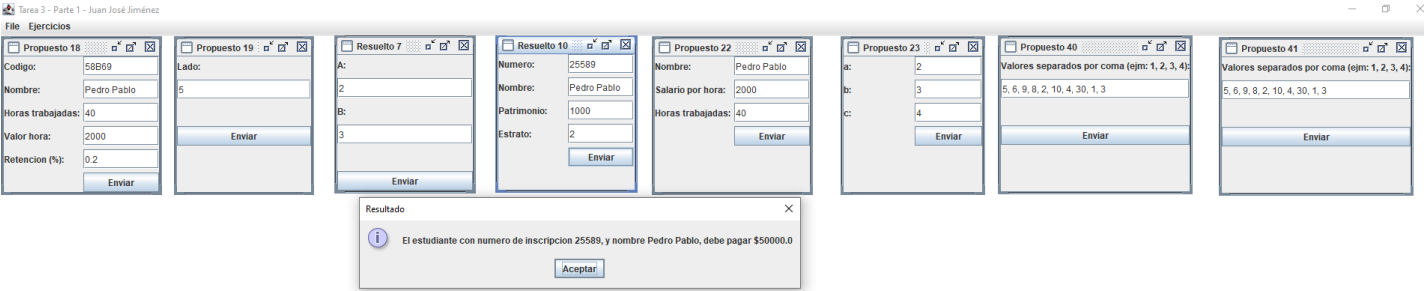 Tarea 3 - Parte 1 - Juan José Jiménez
File Ejercicios
Propuesto 18
Codigo: 58B69
Nombre: Pedro Pablo
Horas trabajadas: 40
Valor hora: 2000
Retencion (%): 0.2
Enviar
Propuesto 19
Lado:
5
Enviar
Resuelto 7
A:
2
B:
3
Enviar
Resuelto 10
Numero: 25589
Nombre: Pedro Pablo
Patrimonio: 1000
Estrato: 2
Enviar
Propuesto 22
Nombre: Pedro Pablo
Salario por hora: 2000
Horas trabajadas: 40
Enviar
Propuesto 23
a: 2
b: 3
c: 4
Enviar
Propuesto 40
Valores separados por coma (ejm: 1, 2, 3, 4):
5, 6, 9, 8, 2, 10, 4, 30, 1, 3
Enviar
Propuesto 41
Valores separados por coma (ejm: 1, 2, 3, 4):
5, 6, 9, 8, 2, 10, 4, 30, 1, 3
Enviar
Resultado
El estudiante con numero de inscripcion 25589, y nombre Pedro Pablo, debe pagar $50000.0
Aceptar